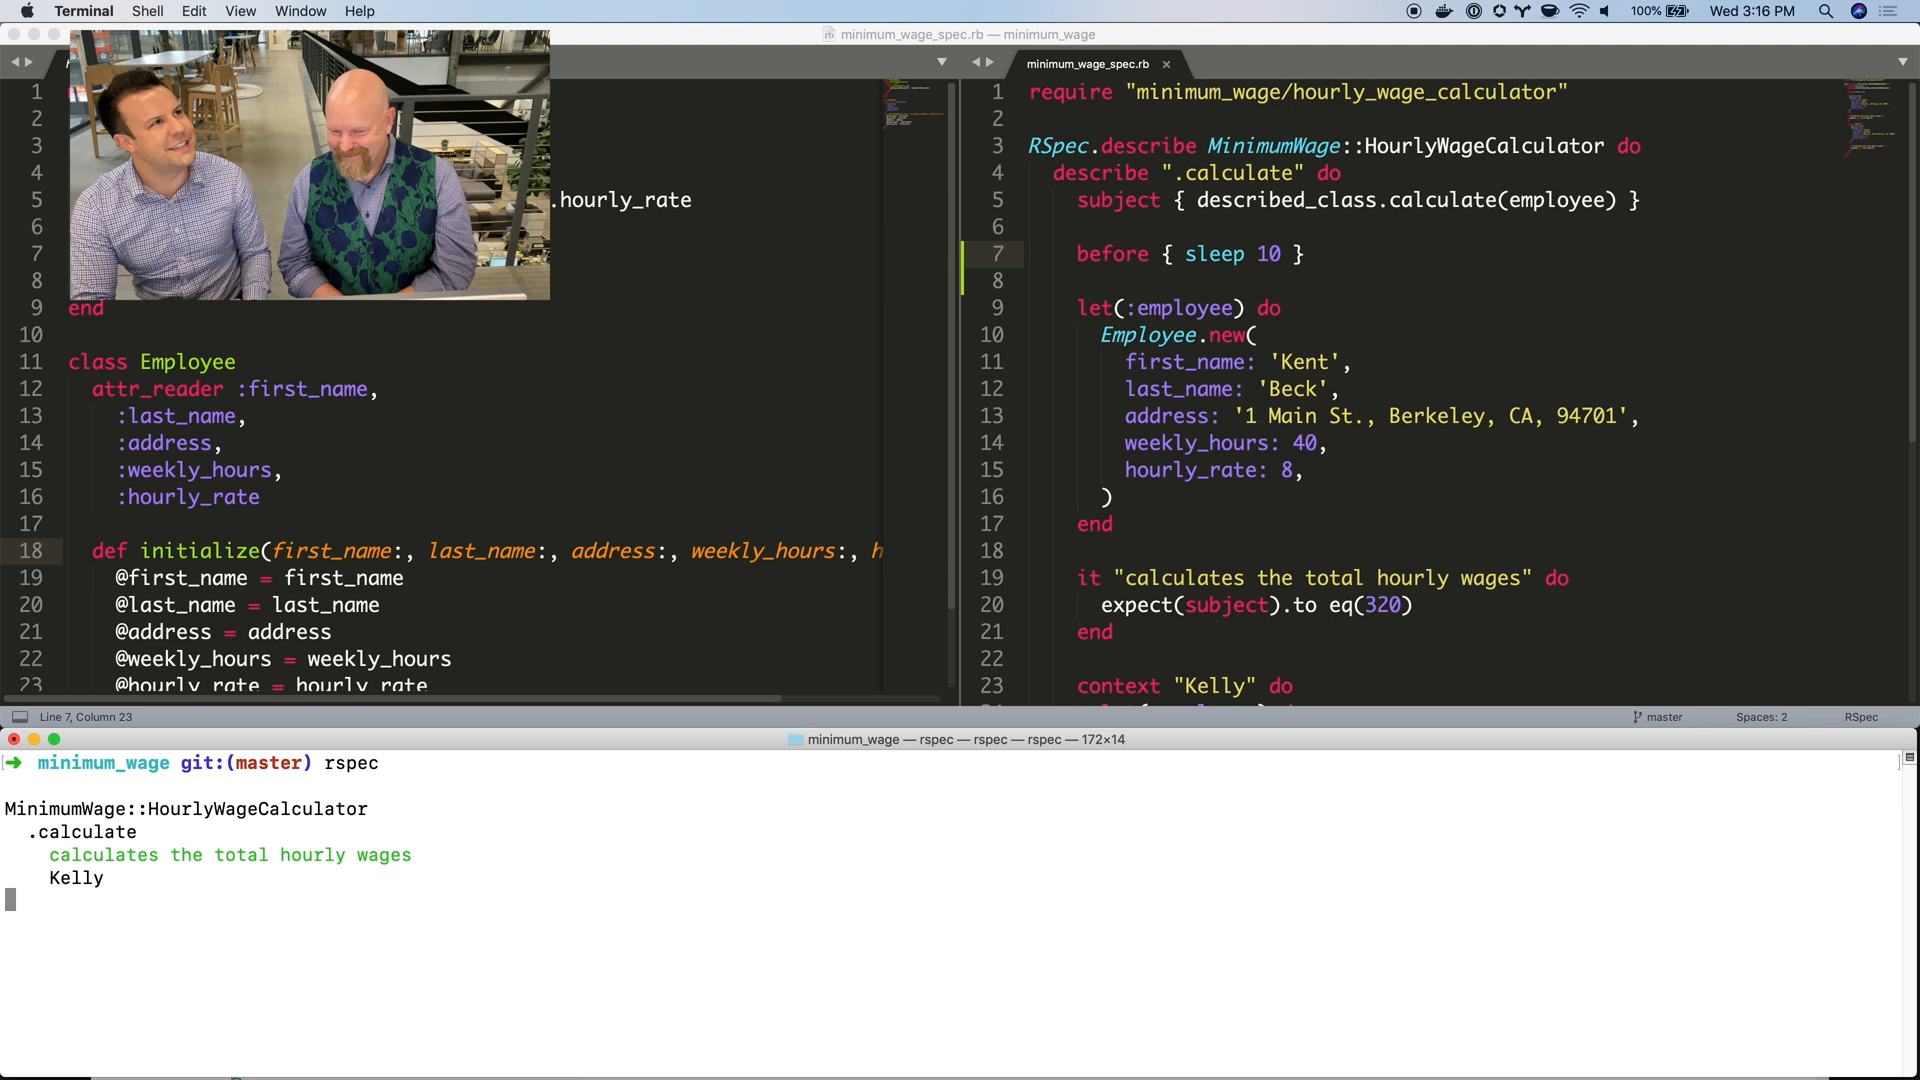 Terminal Shell Edit View Window Help 100% Wed 3:16 PM
minimum_wage_spec.rb — minimum_wage
minimum_wage_spec.rb ×
1
2
3
4
5 .hourly_rate
6
7
8
9 end
10
11 class Employee
12 attr_reader :first_name,
13 :last_name,
14 :address,
15 :weekly_hours,
16 :hourly_rate
17
18 def initialize(first_name:, last_name:, address:, weekly_hours:, h
19 @first_name = first_name
20 @last_name = last_name
21 @address = address
22 @weekly_hours = weekly_hours
23 @hourly_rate = hourly_rate
1 require "minimum_wage/hourly_wage_calculator"
2
3 RSpec.describe MinimumWage::HourlyWageCalculator do
4 describe ".calculate" do
5 subject { described_class.calculate(employee) }
6
7 before { sleep 10 }
8
9 let(:employee) do
10 Employee.new(
11 first_name: 'Kent',
12 last_name: 'Beck',
13 address: '1 Main St., Berkeley, CA, 94701',
14 weekly_hours: 40,
15 hourly_rate: 8,
16 )
17 end
18
19 it "calculates the total hourly wages" do
20 expect(subject).to eq(320)
21 end
22
23 context "Kelly" do
Line 7, Column 23 master Spaces: 2 RSpec
minimum_wage — rspec — rspec — rspec — 172×14
[➜ minimum_wage git:(master) rspec ]
MinimumWage::HourlyWageCalculator
.calculate
calculates the total hourly wages
Kelly